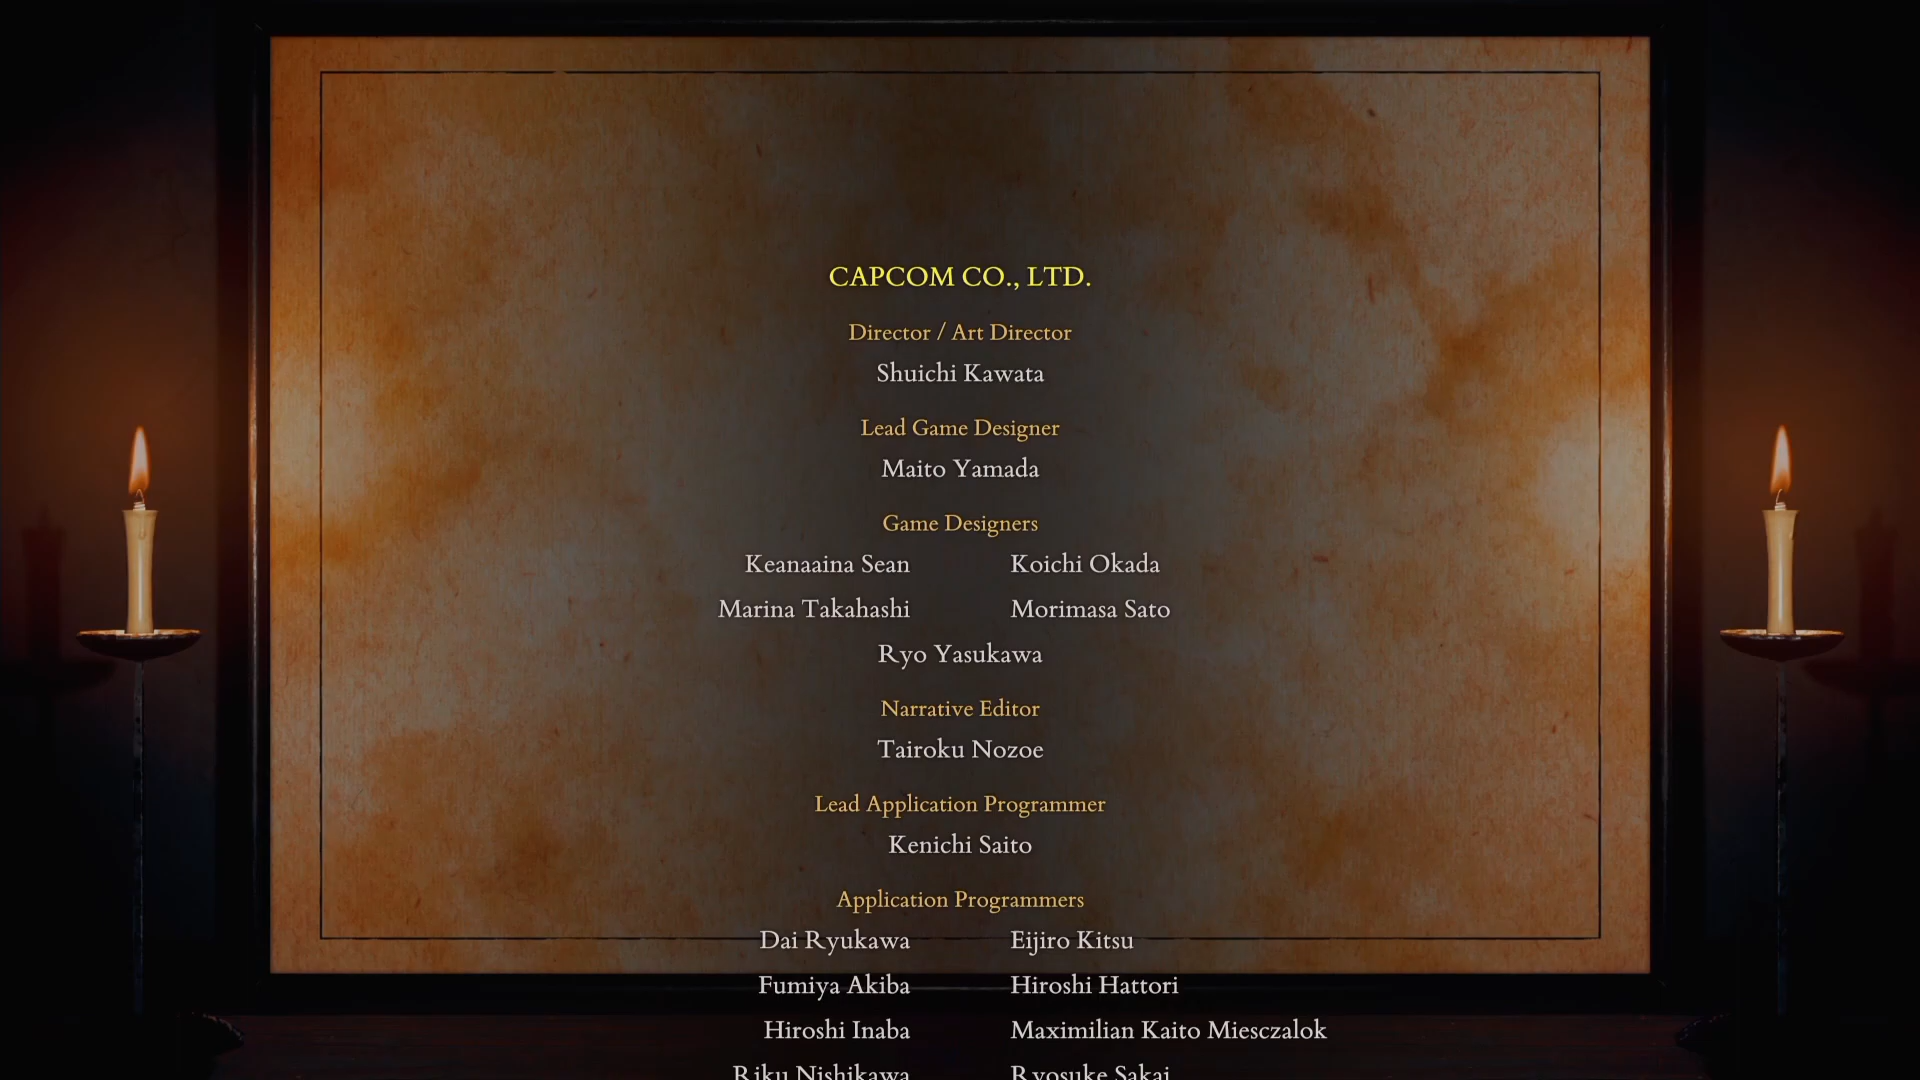 CAPCOM CO., LTD.
Director / Art Director
Shuichi Kawata
Lead Game Designer
Maito Yamada
Game Designers
Keanaaina Sean Koichi Okada
Marina Takahashi Morimasa Sato
Ryo Yasukawa
Narrative Editor
Tairoku Nozoe
Lead Application Programmer
Kenichi Saito
Application Programmers
Dai Ryukawa Eijiro Kitsu
Fumiya Akiba Hiroshi Hattori
Hiroshi Inaba Maximilian Kaito Miesczalok
Riku Nishikawa Ryosuke Sakai